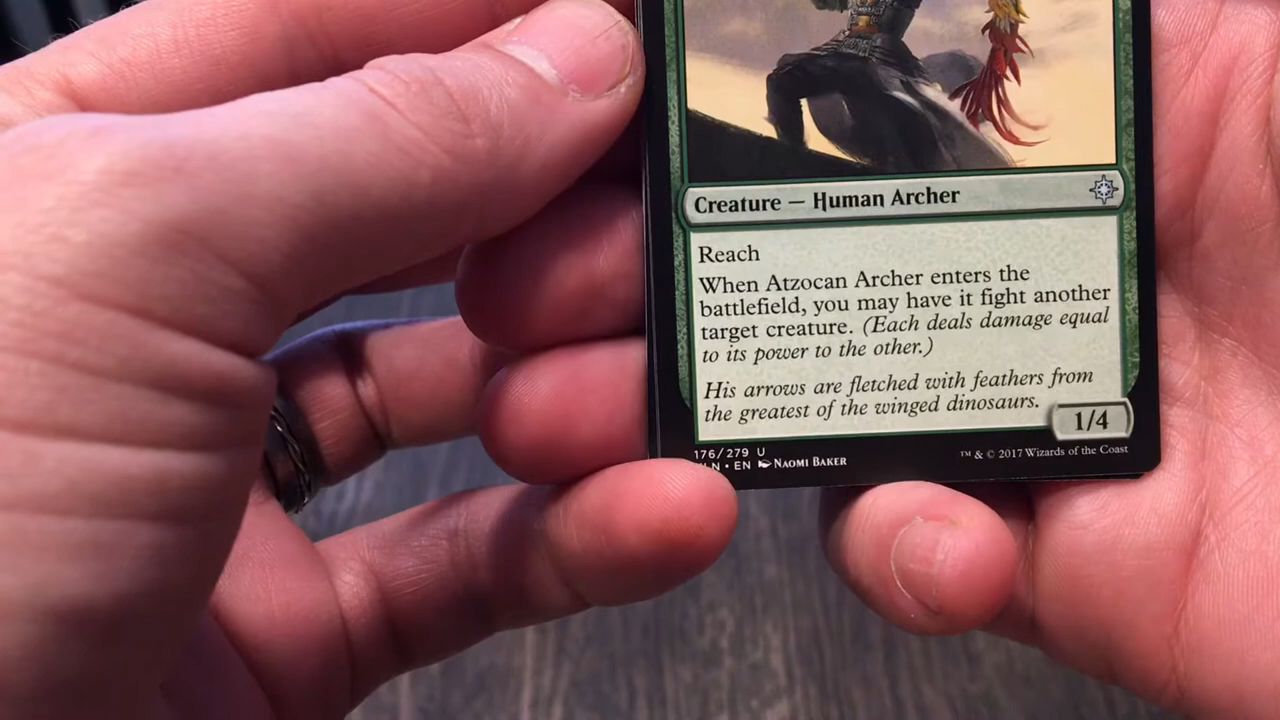 Creature — Human Archer
Reach
When Atzocan Archer enters the
battlefield, you may have it fight another
target creature. (Each deals damage equal
to its power to the other.)
His arrows are fletched with feathers from
the greatest of the winged dinosaurs.
1/4
176/279 U
LN • EN NAOMI BAKER
™ & © 2017 Wizards of the Coast